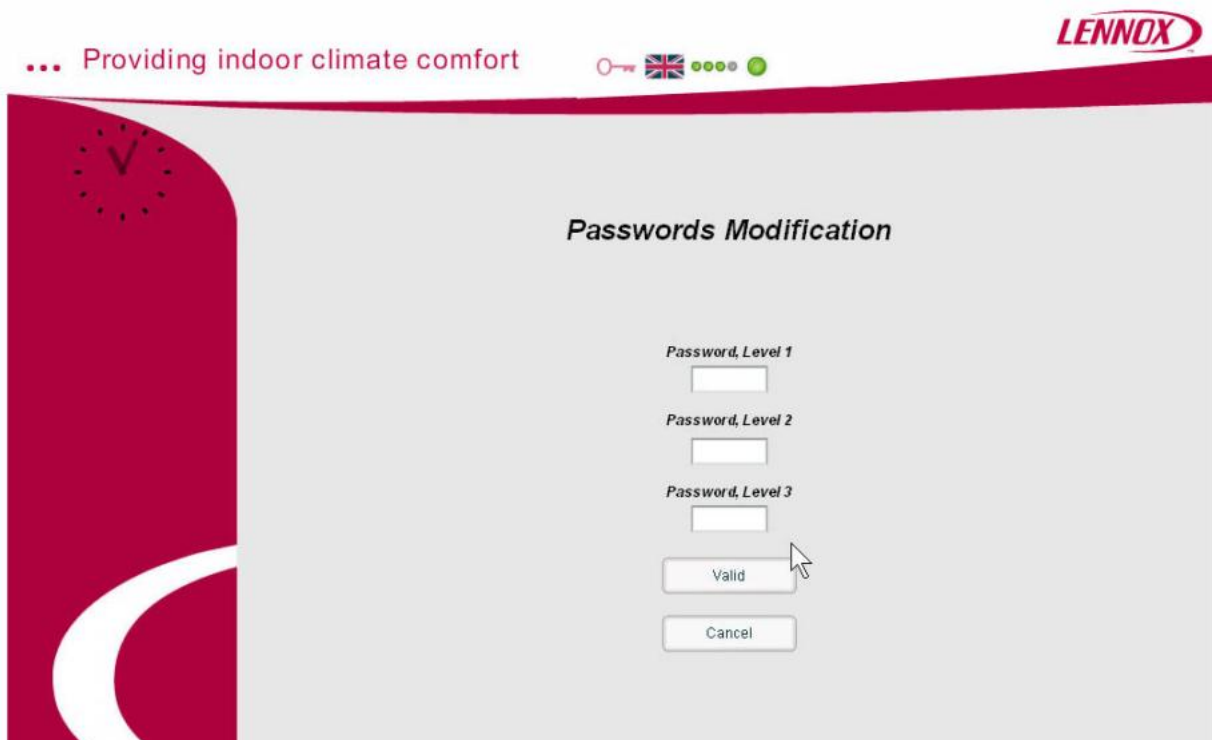 LENNOX
... Providing indoor climate comfort
Passwords Modification
Password, Level 1
Password, Level 2
Password, Level 3
Valid
Cancel